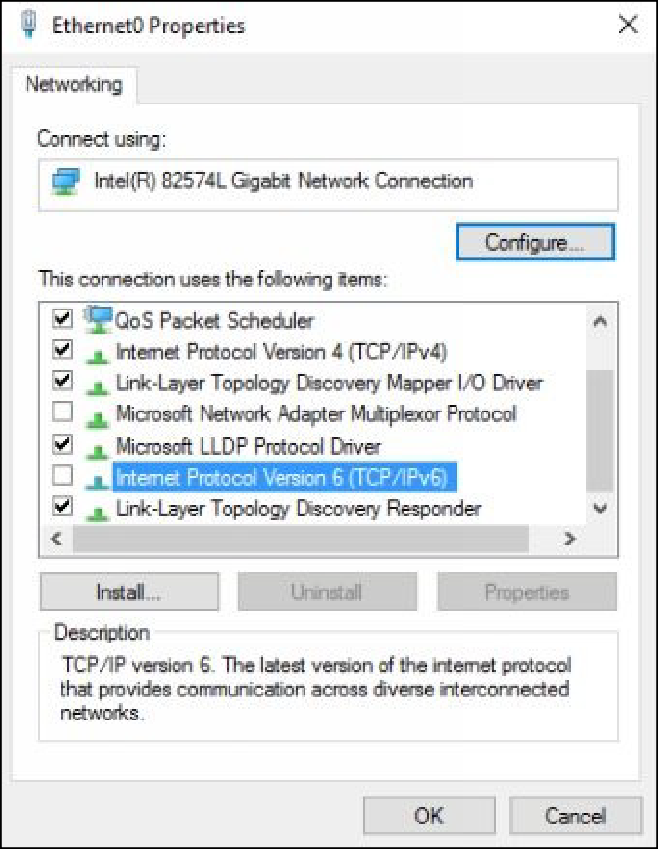 Ethernet0 Properties
Networking
Connect using:
Intel(R) 82574L Gigabit Network Connection
Configure...
This connection uses the following items:
QoS Packet Scheduler
Internet Protocol Version 4 (TCP/IPv4)
Link-Layer Topology Discovery Mapper I/O Driver
Microsoft Network Adapter Multiplexor Protocol
Microsoft LLDP Protocol Driver
Internet Protocol Version 6 (TCP/IPv6)
Link-Layer Topology Discovery Responder
Install...
Uninstall
Properties
Description
TCP/IP version 6. The latest version of the internet protocol
that provides communication across diverse interconnected
networks.
OK
Cancel